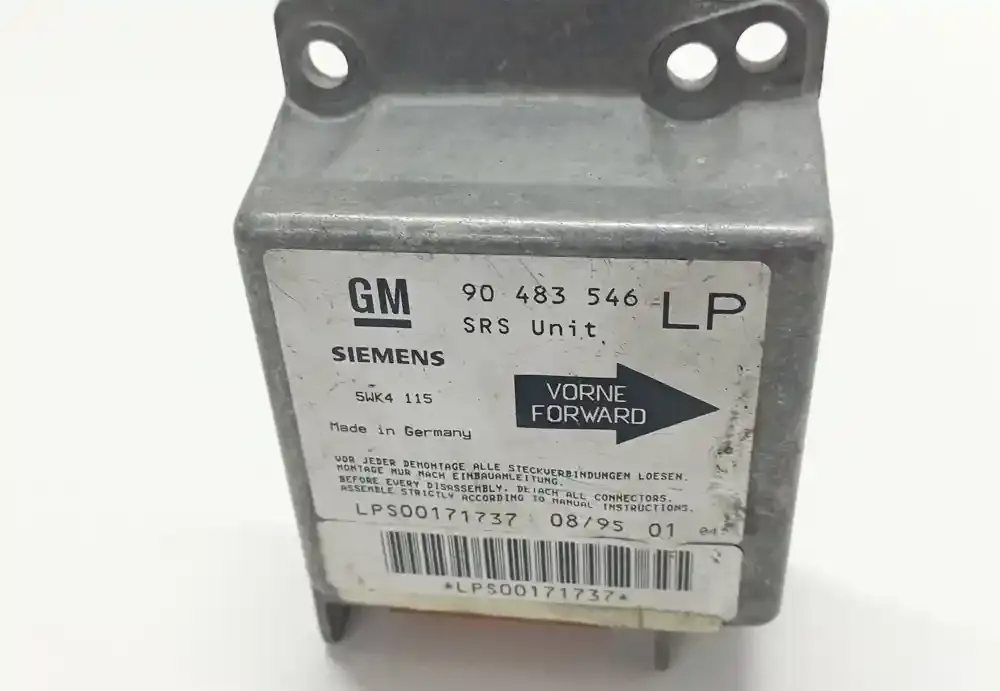 GM
90 483 546
LP
SRS Unit
SIEMENS
5WK4 115
VORNE
FORWARD
Made in Germany
VOR JEDER DEMONTAGE ALLE STECKVERBINDUNGEN LOESEN.
MONTAGE NUR NACH EINBAUANLEITUNG.
BEFORE EVERY DISASSEMBLY, DETACH ALL CONNECTORS.
ASSEMBLE STRICTLY ACCORDING TO MANUAL INSTRUCTIONS.
LPS00171737 08/95 01 04
*LPS00171737*